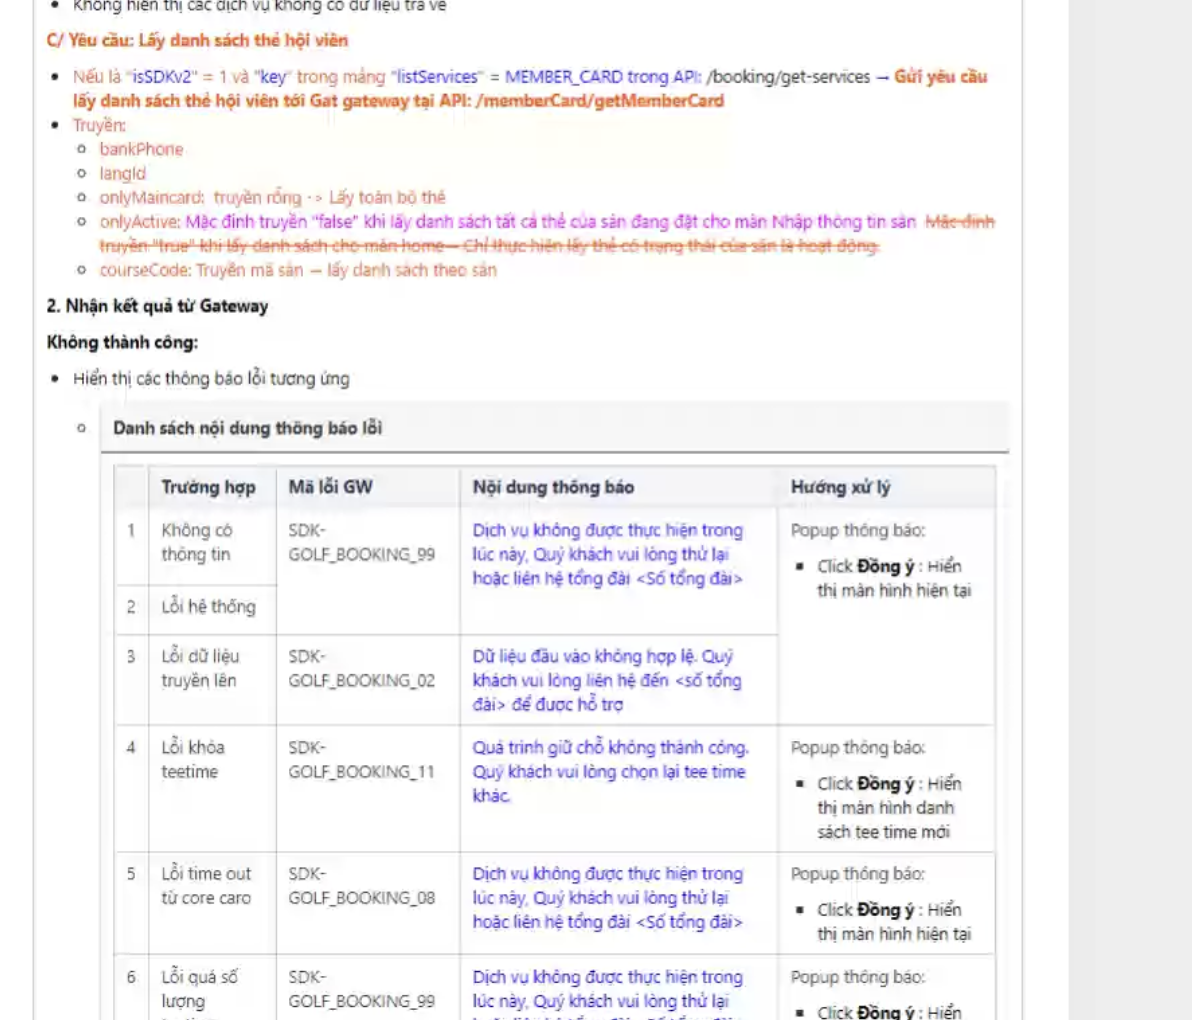 Không hiển thị các dịch vụ không có dữ liệu trả về
C/ Yêu cầu: Lấy danh sách thẻ hội viên
Nếu là "isSDKv2" = 1 và "key" trong mảng "listServices" = MEMBER_CARD trong API: /booking/get-services → Gửi yêu cầu
lấy danh sách thẻ hội viên tới Gat gateway tại API: /memberCard/getMemberCard
Truyền:
bankPhone
langId
onlyMaincard: truyền rỗng -> Lấy toàn bộ thẻ
onlyActive: Mặc định truyền "false" khi lấy danh sách tất cả thẻ của sân đang đặt cho màn Nhập thông tin sân Mặc định
truyền "true" khi lấy danh sách cho màn home – Chỉ thực hiện lấy thẻ có trạng thái của sân là hoạt động.
courseCode: Truyền mã sân – lấy danh sách theo sân
2. Nhận kết quả từ Gateway
Không thành công:
Hiển thị các thông báo lỗi tương ứng
Danh sách nội dung thông báo lỗi
Trường hợp Mã lỗi GW Nội dung thông báo Hướng xử lý
1 Không có SDK- Dịch vụ không được thực hiện trong Popup thông báo:
thông tin GOLF_BOOKING_99 lúc này, Quý khách vui lòng thử lại Click Đồng ý : Hiển
hoặc liên hệ tổng đài <Số tổng đài> thị màn hình hiện tại
2 Lỗi hệ thống
3 Lỗi dữ liệu SDK- Dữ liệu đầu vào không hợp lệ. Quý
truyền lên GOLF_BOOKING_02 khách vui lòng liên hệ đến <số tổng
đài> để được hỗ trợ
4 Lỗi khóa SDK- Quá trình giữ chỗ không thành công. Popup thông báo:
teetime GOLF_BOOKING_11 Quý khách vui lòng chọn lại tee time Click Đồng ý : Hiển
khác. thị màn hình danh
sách tee time mới
5 Lỗi time out SDK- Dịch vụ không được thực hiện trong Popup thông báo:
từ core caro GOLF_BOOKING_08 lúc này, Quý khách vui lòng thử lại Click Đồng ý : Hiển
hoặc liên hệ tổng đài <Số tổng đài> thị màn hình hiện tại
6 Lỗi quá số SDK- Dịch vụ không được thực hiện trong Popup thông báo:
lượng GOLF_BOOKING_99 lúc này, Quý khách vui lòng thử lại Click Đồng ý : Hiển